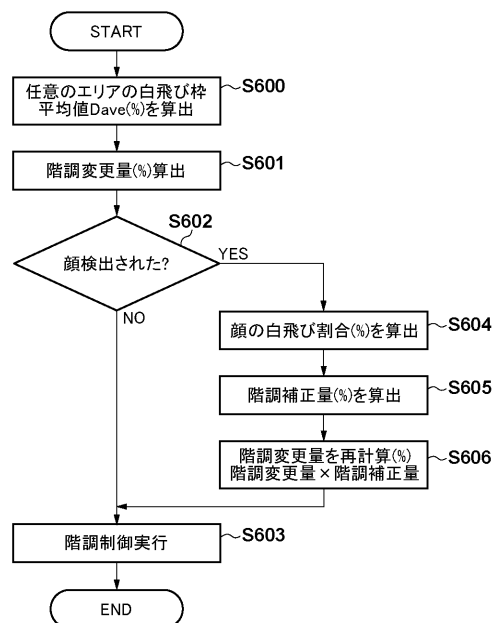 START
任意のエリアの白飛び枠
平均値Dave(%)を算出
S600
階調変更量(%)算出
S601
顔検出された?
S602
YES
NO
顔の白飛び割合(%)を算出
S604
階調補正量(%)を算出
S605
階調変更量を再計算(%)
階調変更量×階調補正量
S606
階調制御実行
S603
END